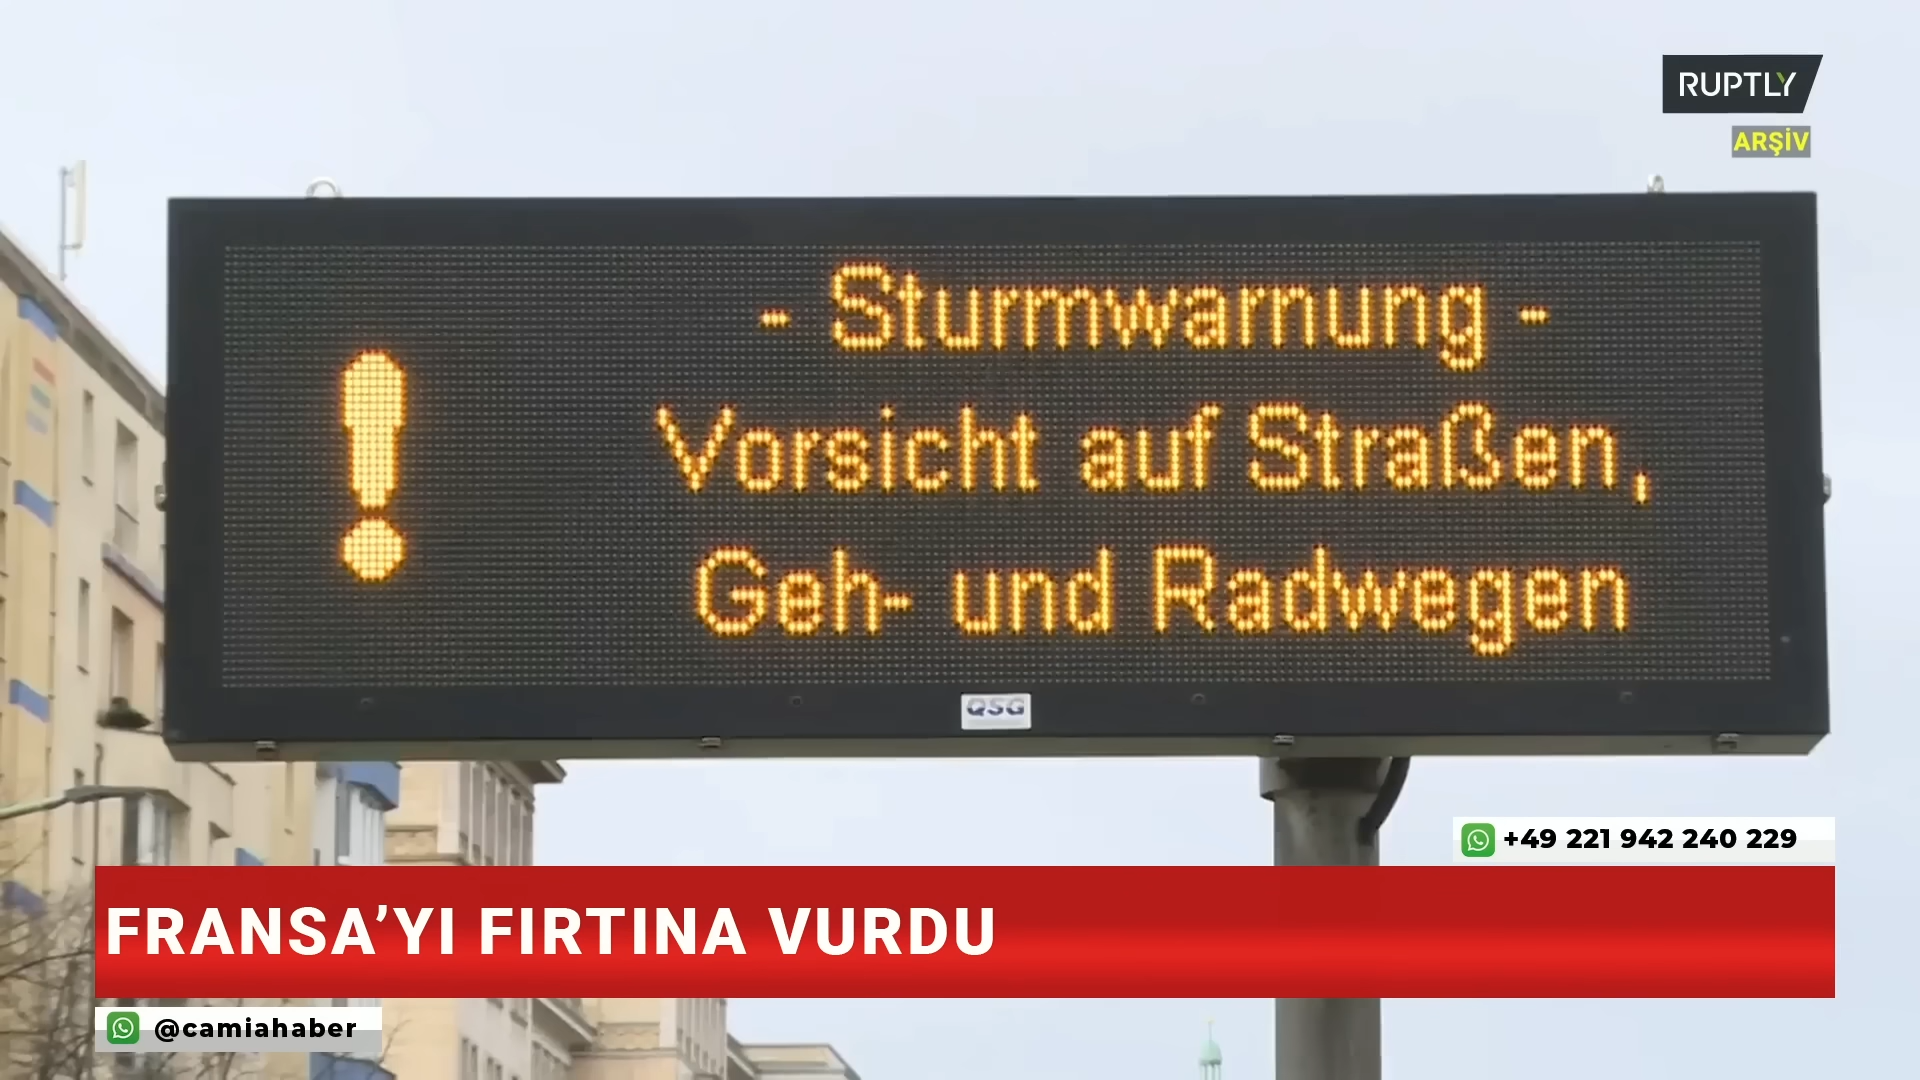 RUPTLY
ARŞİV
- Sturmwarnung -
Vorsicht auf Straßen,
Geh- und Radwegen
QSG
+49 221 942 240 229
FRANSA’YI FIRTINA VURDU
@camiahaber